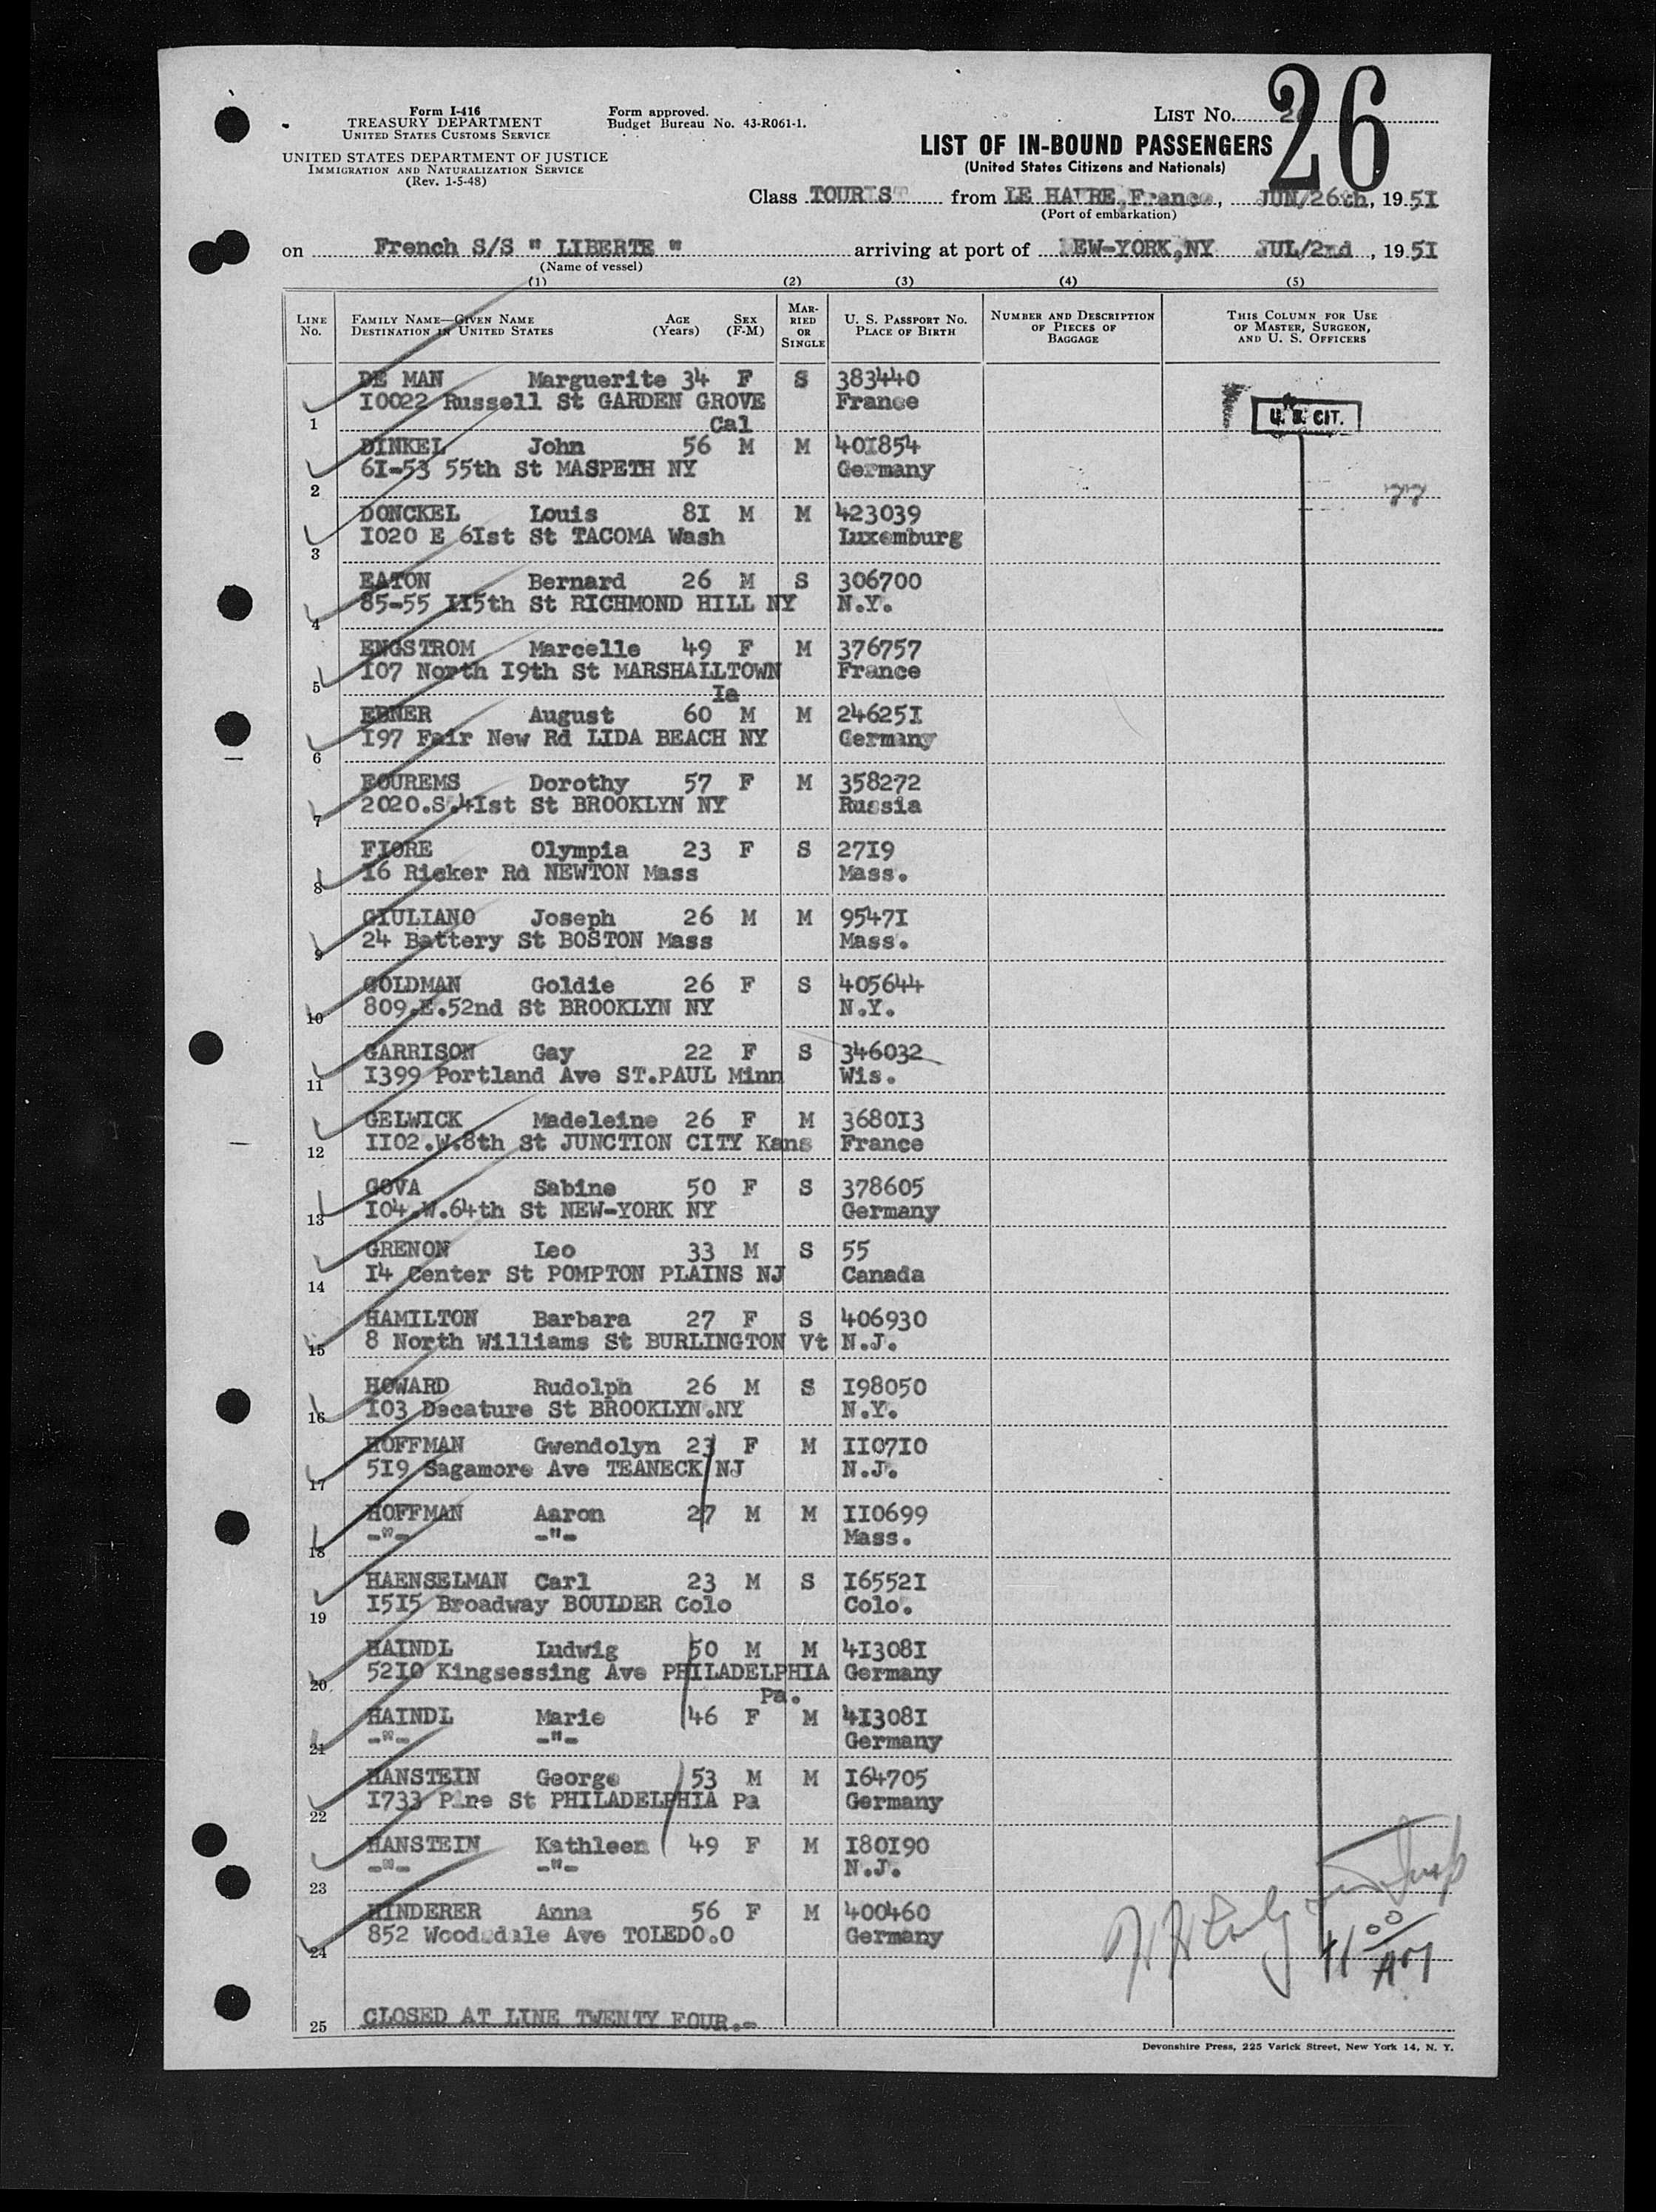 Form I-416
TREASURY DEPARTMENT
UNITED STATES CUSTOMS SERVICE
UNITED STATES DEPARTMENT OF JUSTICE
IMMIGRATION AND NATURALIZATION SERVICE
(Rev. 1-5-48)
Form approved.
Budget Bureau No. 43-R061-1.
LIST No. 26
26
LIST OF IN-BOUND PASSENGERS
(United States Citizens and Nationals)
Class TOURIST from LE HAVRE, France, JUN/26th, 1951
(Port of embarkation)
on French S/S " LIBERTE " arriving at port of NEW-YORK, NY JUL/2nd, 1951
(Name of vessel)
(1) (2) (3) (4) (5)
LINE No. FAMILY NAME—GIVEN NAME DESTINATION IN UNITED STATES AGE (Years) SEX (F-M) MARRIED OR SINGLE U. S. PASSPORT NO. PLACE OF BIRTH NUMBER AND DESCRIPTION OF PIECES OF BAGGAGE THIS COLUMN FOR USE OF MASTER, SURGEON, AND U. S. OFFICERS
DE MAN Marguerite 34 F S 383440
10022 Russell St GARDEN GROVE France
U. S. CIT.
1 Cal
DINKEL John 56 M M 401854
61-53 55th St MASPETH NY Germany
2
DONCKEL Louis 81 M M 423039
1020 E 61st St TACOMA Wash Luxemburg
3
EATON Bernard 26 M S 306700
85-55 115th St RICHMOND HILL NY N.Y.
4
ENGSTROM Marcelle 49 F M 376757
107 North 19th St MARSHALLTOWN France
5 Ia
EBNER August 60 M M 246251
197 Fair New Rd LIDA BEACH NY Germany
6
EOUREMS Dorothy 57 F M 358272
2020.S.41st St BROOKLYN NY Russia
7
FIORE Olympia 23 F S 2719
16 Ricker Rd NEWTON Mass Mass.
8
GIULIANO Joseph 26 M M 95471
24 Battery St BOSTON Mass Mass.
9
GOLDMAN Goldie 26 F S 405644
809.E.52nd St BROOKLYN NY N.Y.
10
GARRISON Gay 22 F S 346032
1399 Portland Ave ST.PAUL Minn Wis.
11
GELWICK Madeleine 26 F M 368013
1102.W.8th St JUNCTION CITY Kans France
12
GOVA Sabine 50 F S 378605
104.W.64th St NEW-YORK NY Germany
13
GRENON Leo 33 M S 55
14 Center St POMPTON PLAINS NJ Canada
14
HAMILTON Barbara 27 F S 406930
8 North Williams St BURLINGTON Vt N.J.
15
HOWARD Rudolph 26 M S 198050
103 Decature St BROOKLYN.NY N.Y.
16
HOFFMAN Gwendolyn 23 F M 110710
519 Sagamore Ave TEANECK NJ N.J.
17
HOFFMAN Aaron 27 M M 110699
-"- -"- Mass.
18
HAENSELMAN Carl 23 M S 165521
1515 Broadway BOULDER Colo Colo.
19
HAINDL Ludwig 50 M M 413081
5210 Kingsessing Ave PHILADELPHIA Germany
20 Pa.
HAINDL Marie 46 F M 413081
-"- -"- Germany
21
HANSTEIN George 53 M M 164705
1733 Pine St PHILADELPHIA Pa Germany
22
HANSTEIN Kathleen 49 F M 180190
-"- -"- N.J.
23
HINDERER Anna 56 F M 400460
852 Woodsdale Ave TOLEDO.O Germany
24
11 00 AM
CLOSED AT LINE TWENTY FOUR.-
25
Devonshire Press, 225 Varick Street, New York 14, N. Y.